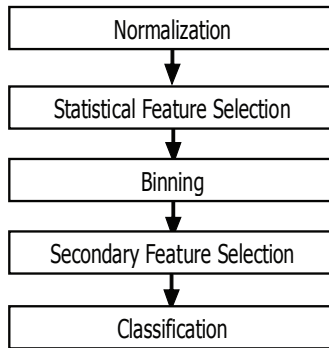 Normalization
Statistical Feature Selection
Binning
Secondary Feature Selection
Classification